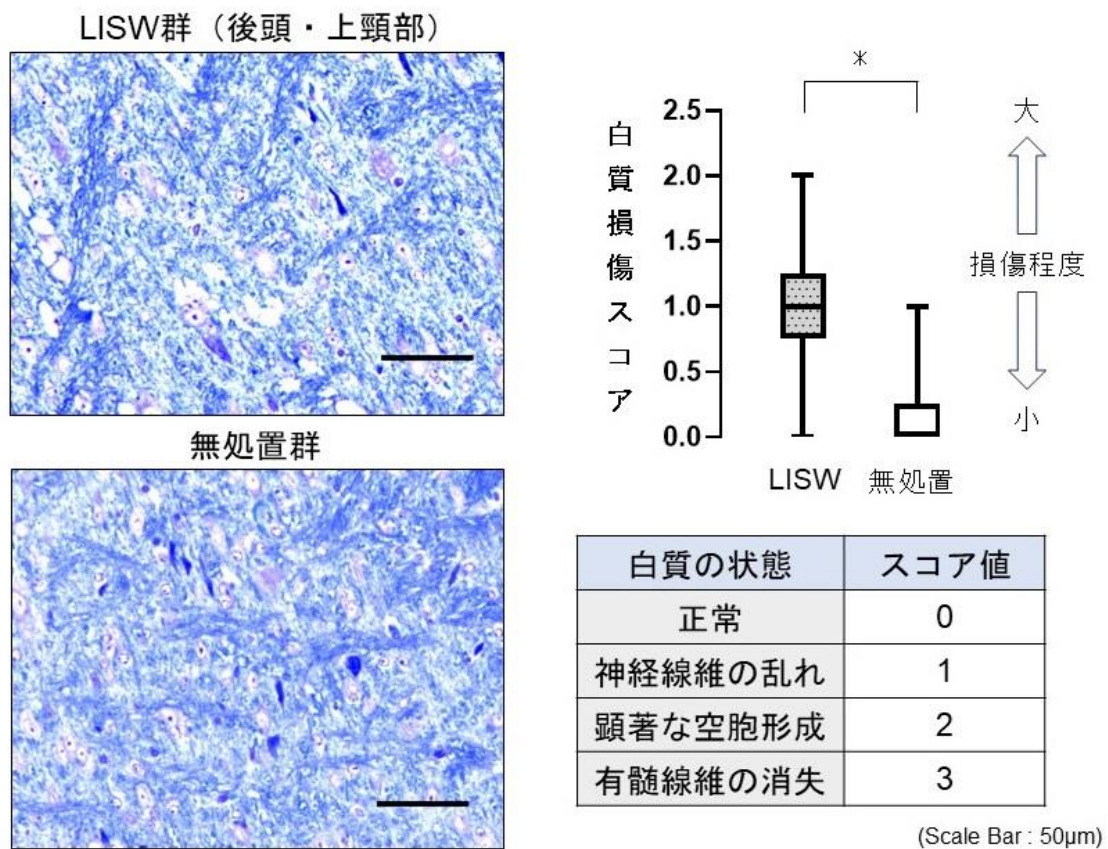 LISW群（後頭・上頸部）
無処置群
白質損傷スコア
*
2.5
2.0
1.5
1.0
0.5
0.0
LISW 無処置
大
損傷程度
小
白質の状態 スコア値
正常 0
神経線維の乱れ 1
顕著な空胞形成 2
有髄線維の消失 3
(Scale Bar : 50μm)